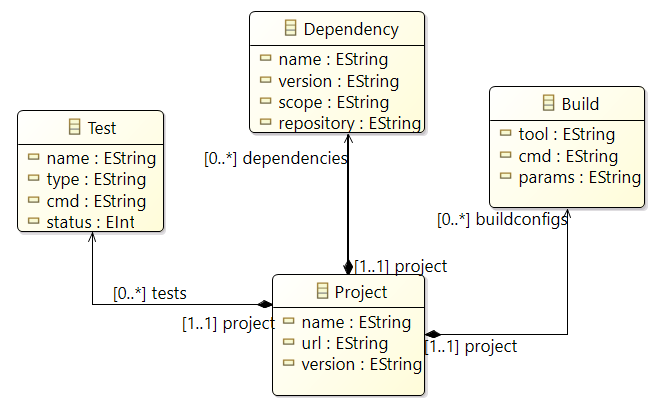 Dependency
name : EString
version : EString
scope : EString
repository : EString
Build
tool : EString
cmd : EString
params : EString
Test
name : EString
type : EString
cmd : EString
status : EInt
[0..*] dependencies
[0..*] buildconfigs
[1..1] project
[0..*] tests
[1..1] project
Project
name : EString
url : EString
version : EString
[1..1] project